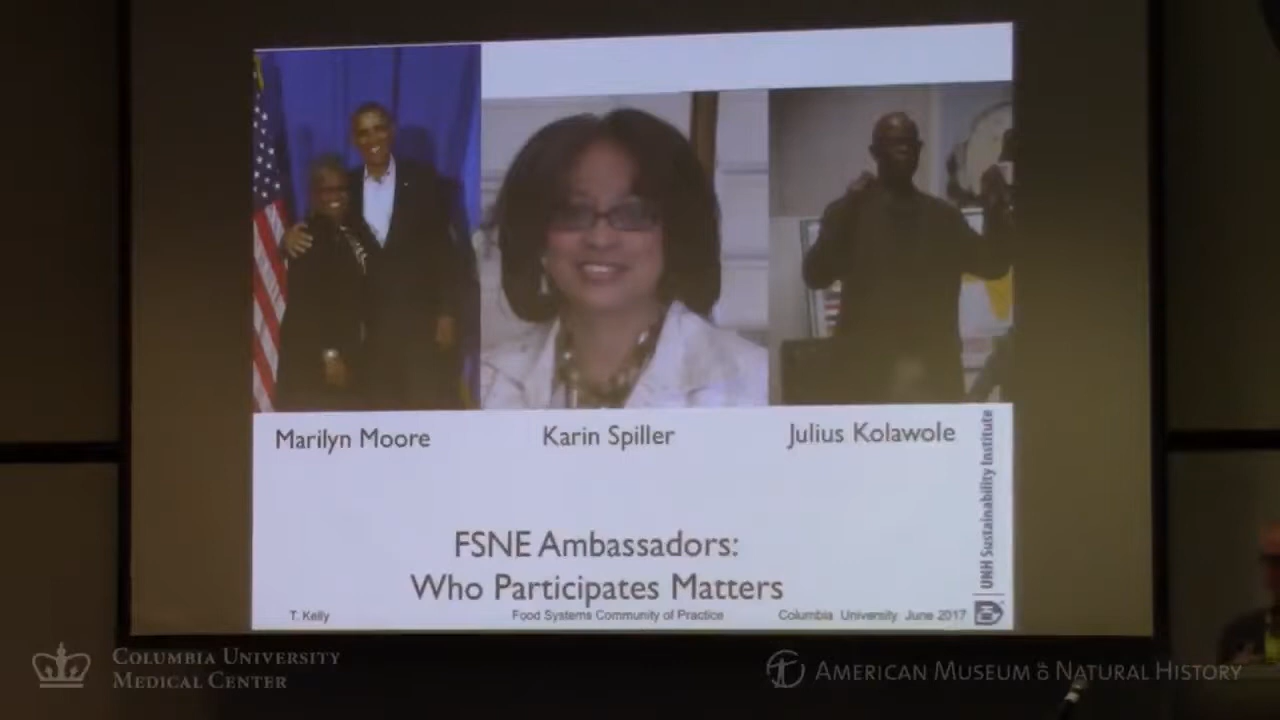 Marilyn Moore
Karin Spiller
Julius Kolawole
UNH Sustainability Institute
FSNE Ambassadors:
Who Participates Matters
T. Kelly
Food Systems Community of Practice
Columbia University June 2017
COLUMBIA UNIVERSITY
MEDICAL CENTER
AMERICAN MUSEUM OF NATURAL HISTORY